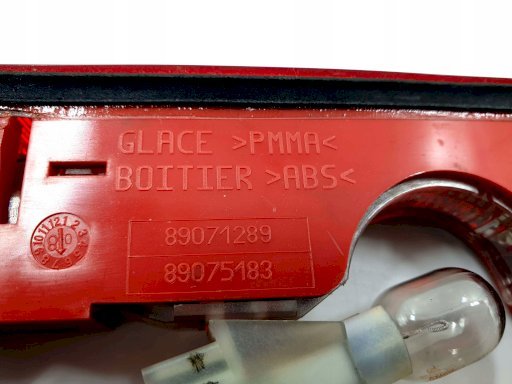 GLACE >PMMA<
BOITIER >ABS<
89071289
89075183